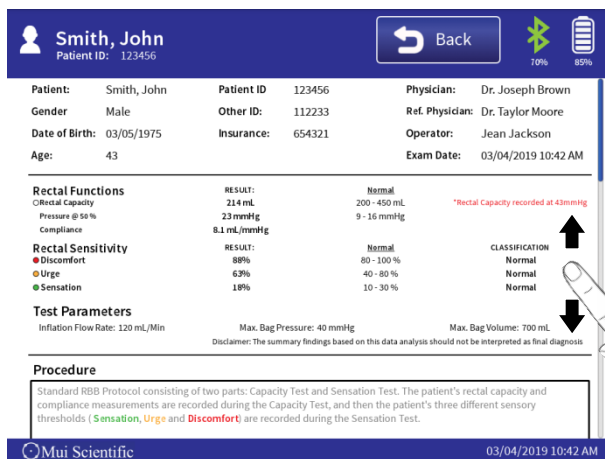 Smith, John
Patient ID: 123456
Back
70%
85%
Patient: Smith, John Patient ID 123456 Physician: Dr. Joseph Brown
Gender Male Other ID: 112233 Ref. Physician: Dr. Taylor Moore
Date of Birth: 03/05/1975 Insurance: 654321 Operator: Jean Jackson
Age: 43 Exam Date: 03/04/2019 10:42 AM
Rectal Functions RESULT: Normal
Rectal Capacity 214 mL 200 - 450 mL *Rectal Capacity recorded at 43mmHg
Pressure @ 50 % 23 mmHg 9 - 16 mmHg
Compliance 8.1 mL/mmHg
Rectal Sensitivity RESULT: Normal CLASSIFICATION
Discomfort 88% 80 - 100 % Normal
Urge 63% 40 - 80 % Normal
Sensation 18% 10 - 30 % Normal
Test Parameters
Inflation Flow Rate: 120 mL/Min Max. Bag Pressure: 40 mmHg Max. Bag Volume: 700 mL
Disclaimer: The summary findings based on this data analysis should not be interpreted as final diagnosis
Procedure
Standard RBB Protocol consisting of two parts: Capacity Test and Sensation Test. The patient's rectal capacity and
compliance measurements are recorded during the Capacity Test, and then the patient's three different sensory
thresholds ( Sensation, Urge and Discomfort) are recorded during the Sensation Test.
Mui Scientific 03/04/2019 10:42 AM